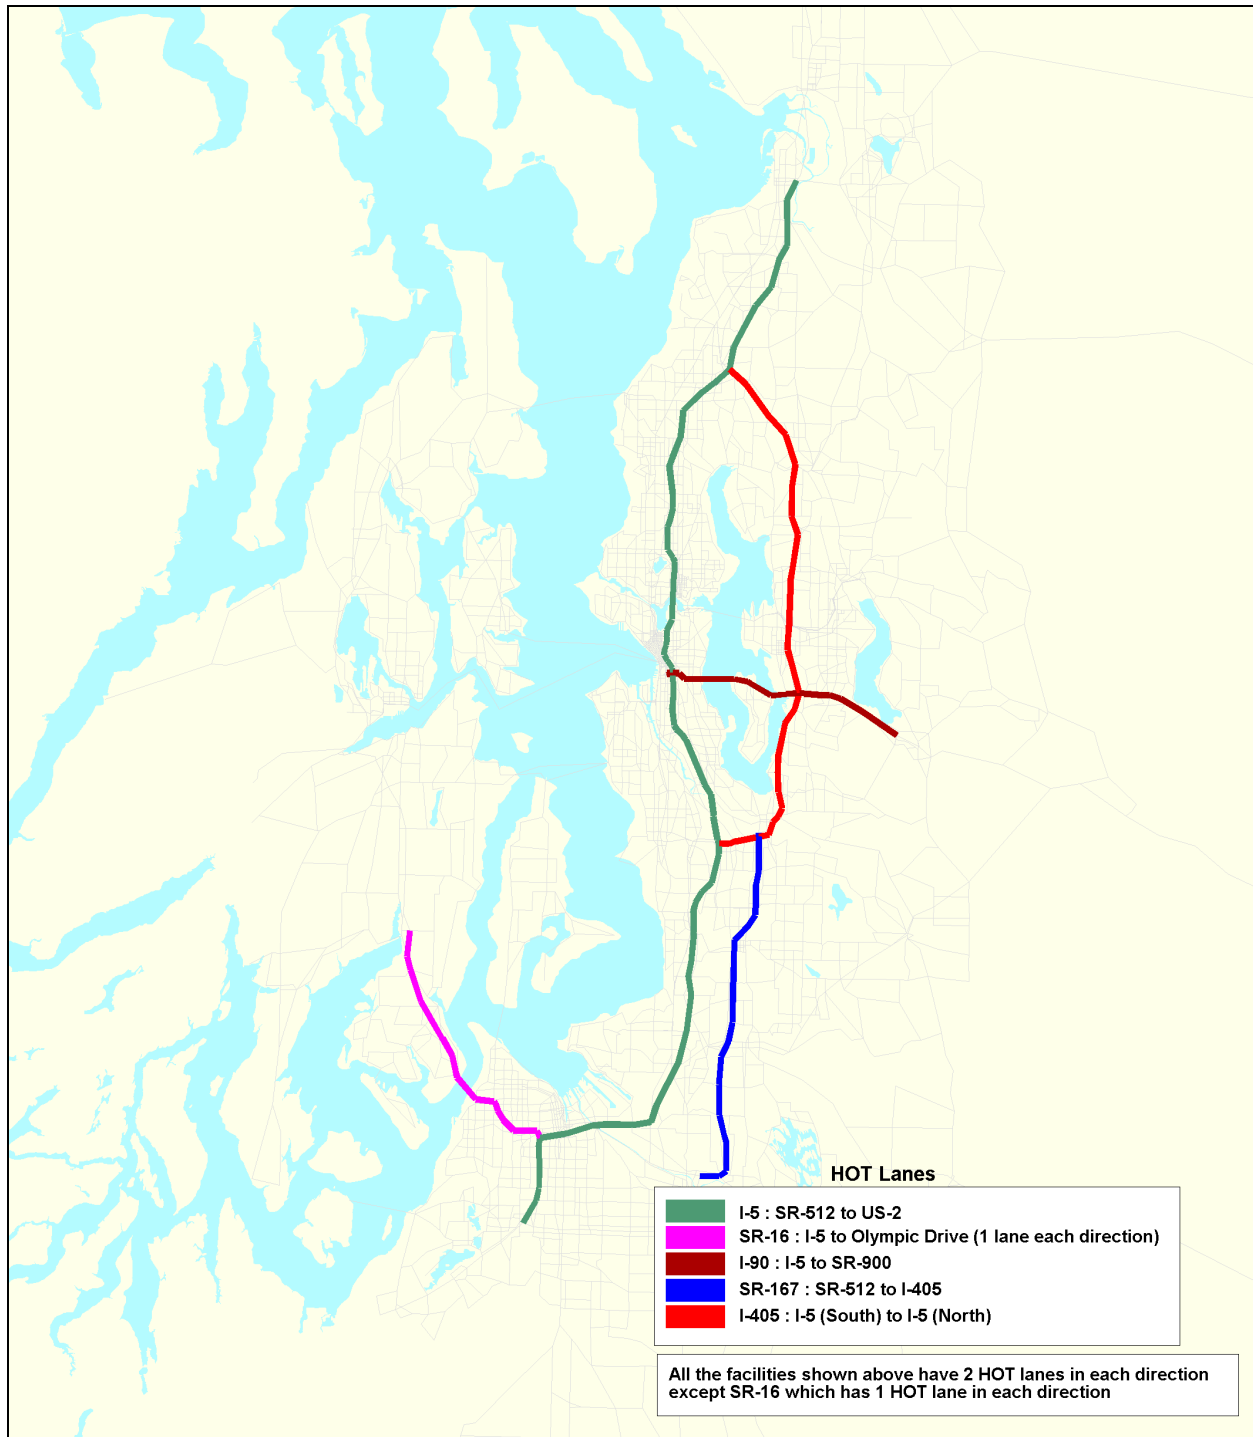 HOT Lanes
I-5 : SR-512 to US-2
SR-16 : I-5 to Olympic Drive (1 lane each direction)
I-90 : I-5 to SR-900
SR-167 : SR-512 to I-405
I-405 : I-5 (South) to I-5 (North)
All the facilities shown above have 2 HOT lanes in each direction
except SR-16 which has 1 HOT lane in each direction